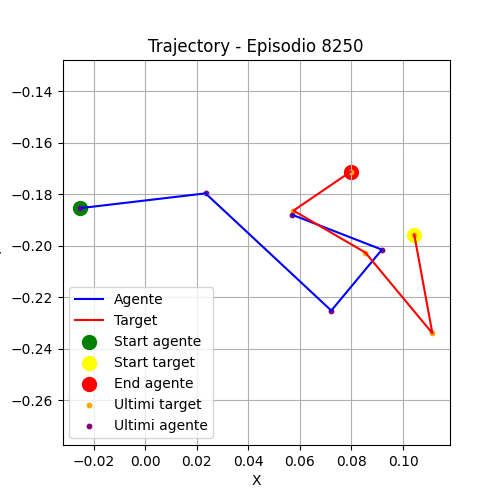 Trajectory - Episodio 8250
−0.14
−0.16
−0.18
−0.20
−0.22
−0.24
−0.26
Agente
Target
Start agente
Start target
End agente
Ultimi target
Ultimi agente
−0.02 0.00 0.02 0.04 0.06 0.08 0.10
X